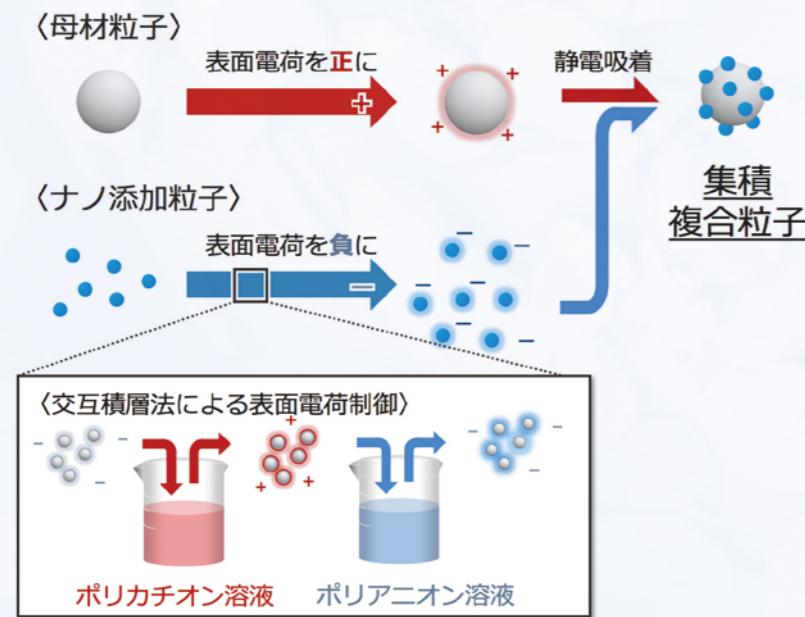 〈母材粒子〉
表面電荷を正に
静電吸着
集積
複合粒子
〈ナノ添加粒子〉
表面電荷を負に
〈交互積層法による表面電荷制御〉
ポリカチオン溶液
ポリアニオン溶液